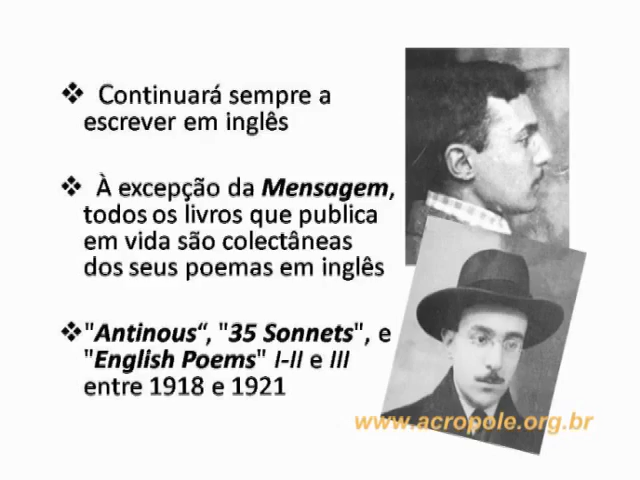 ❖ Continuará sempre a
escrever em inglês
❖ À excepção da Mensagem,
todos os livros que publica
em vida são colectâneas
dos seus poemas em inglês
❖"Antinous“, "35 Sonnets", e
"English Poems" I-II e III
entre 1918 e 1921
www.acropole.org.br